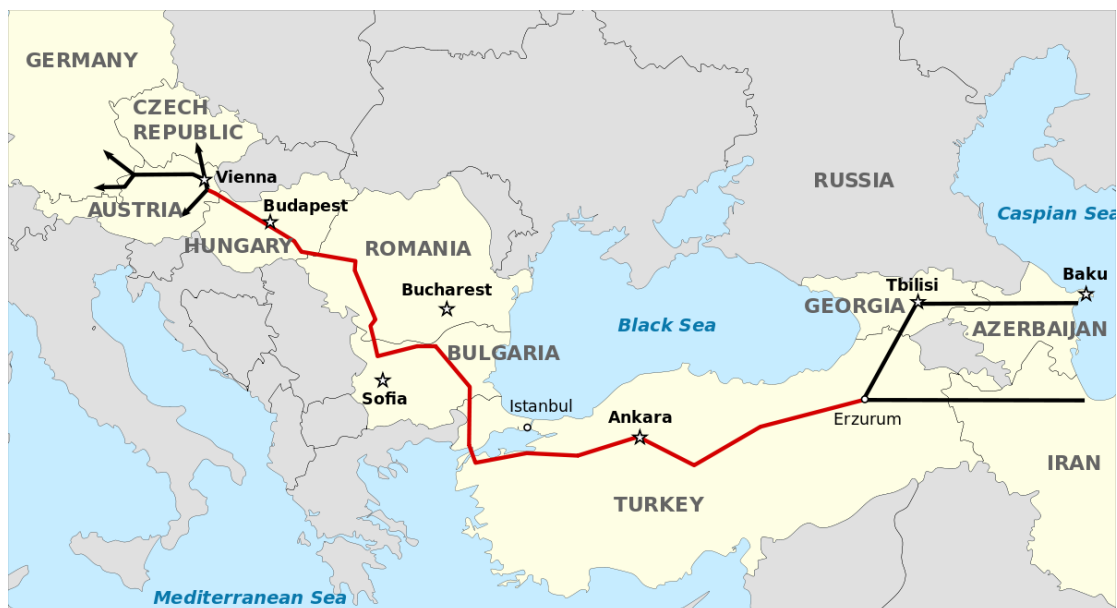 GERMANY
CZECH
REPUBLIC
Vienna
AUSTRIA
Budapest
HUNGARY
ROMANIA
Bucharest
BULGARIA
Sofia
Istanbul
Ankara
TURKEY
Erzurum
Black Sea
RUSSIA
Caspian Sea
Tbilisi
GEORGIA
Baku
AZERBAIJAN
IRAN
Mediterranean Sea